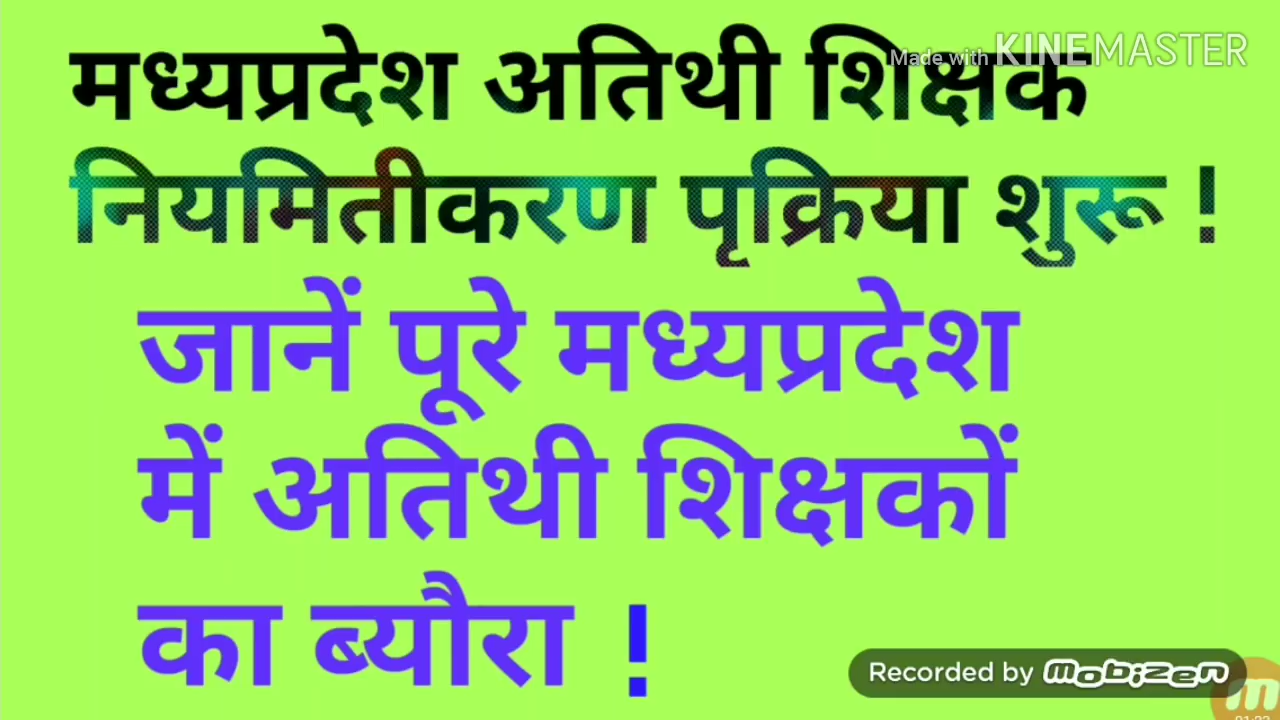 Made with KINEMASTER
मध्यप्रदेश अतिथी शिक्षक
नियमितीकरण पृक्रिया शुरू !
जानें पूरे मध्यप्रदेश
में अतिथी शिक्षकों
का ब्यौरा !
Recorded by mobizen